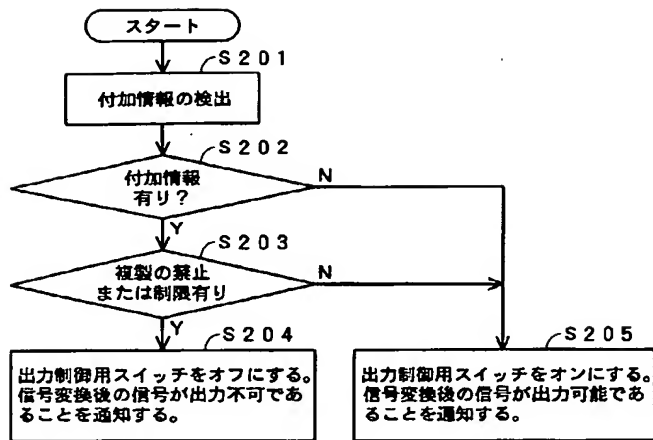 スタート
S201
付加情報の検出
S202
付加情報
有り？
N
Y
S203
複製の禁止
または制限有り
N
Y
S204
出力制御用スイッチをオフにする。
信号変換後の信号が出力不可であ
ることを通知する。
S205
出力制御用スイッチをオンにする。
信号変換後の信号が出力可能であ
ることを通知する。